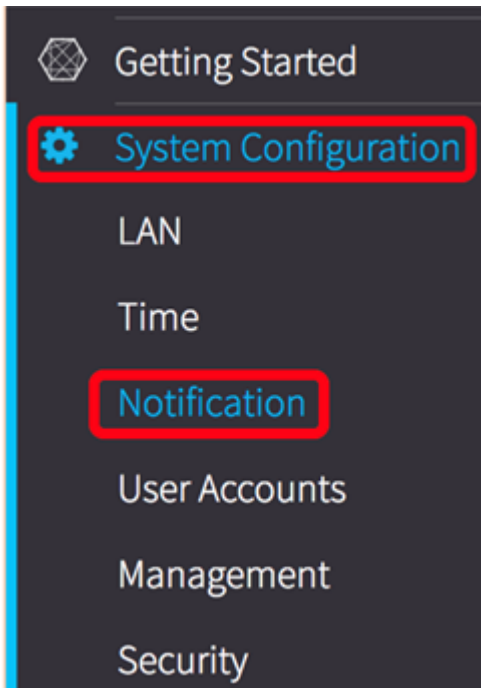 Getting Started
System Configuration
LAN
Time
Notification
User Accounts
Management
Security